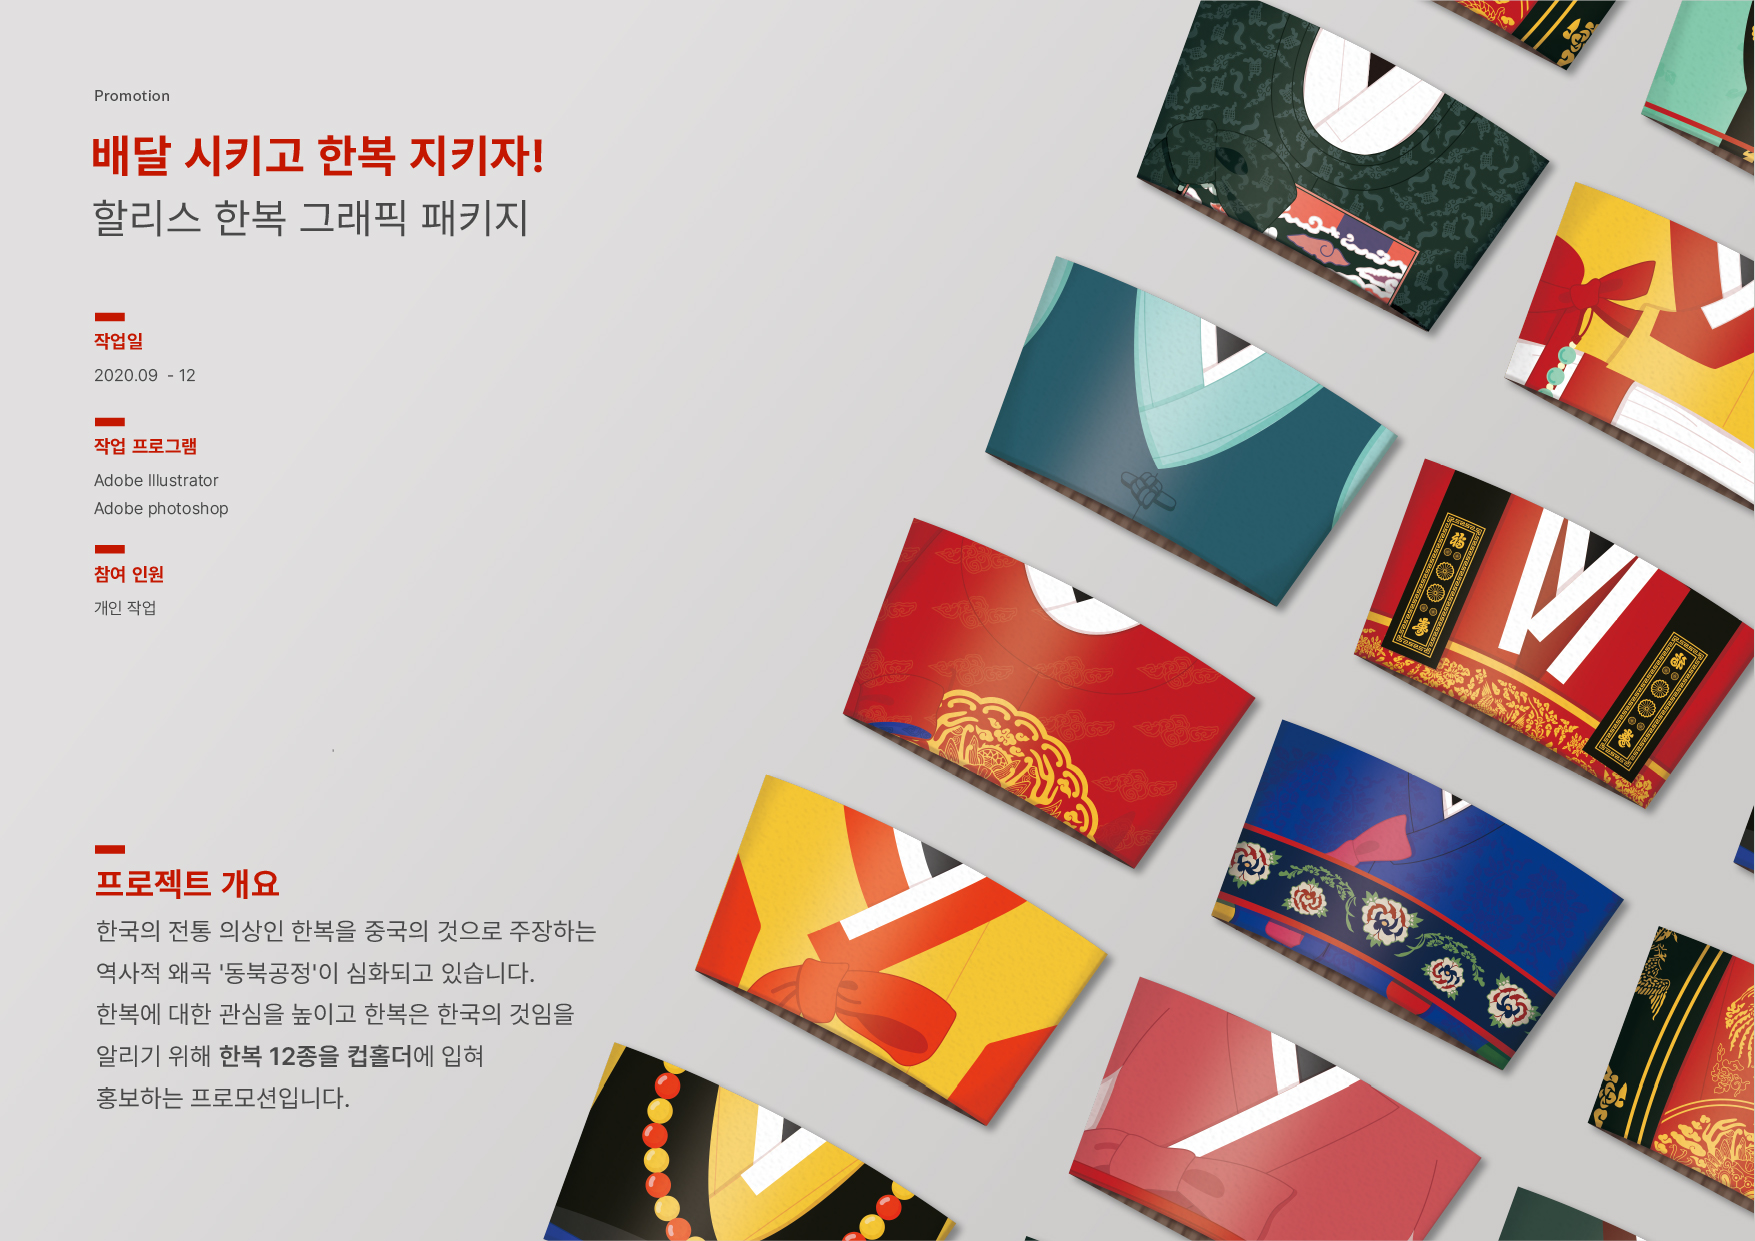 Promotion
배달 시키고 한복 지키자!
할리스 한복 그래픽 패키지
작업일
2020.09 - 12
작업 프로그램
Adobe Illustrator
Adobe photoshop
참여 인원
개인 작업
프로젝트 개요
한국의 전통 의상인 한복을 중국의 것으로 주장하는
역사적 왜곡 '동북공정'이 심화되고 있습니다.
한복에 대한 관심을 높이고 한복은 한국의 것임을
알리기 위해 한복 12종을 컵홀더에 입혀
홍보하는 프로모션입니다.